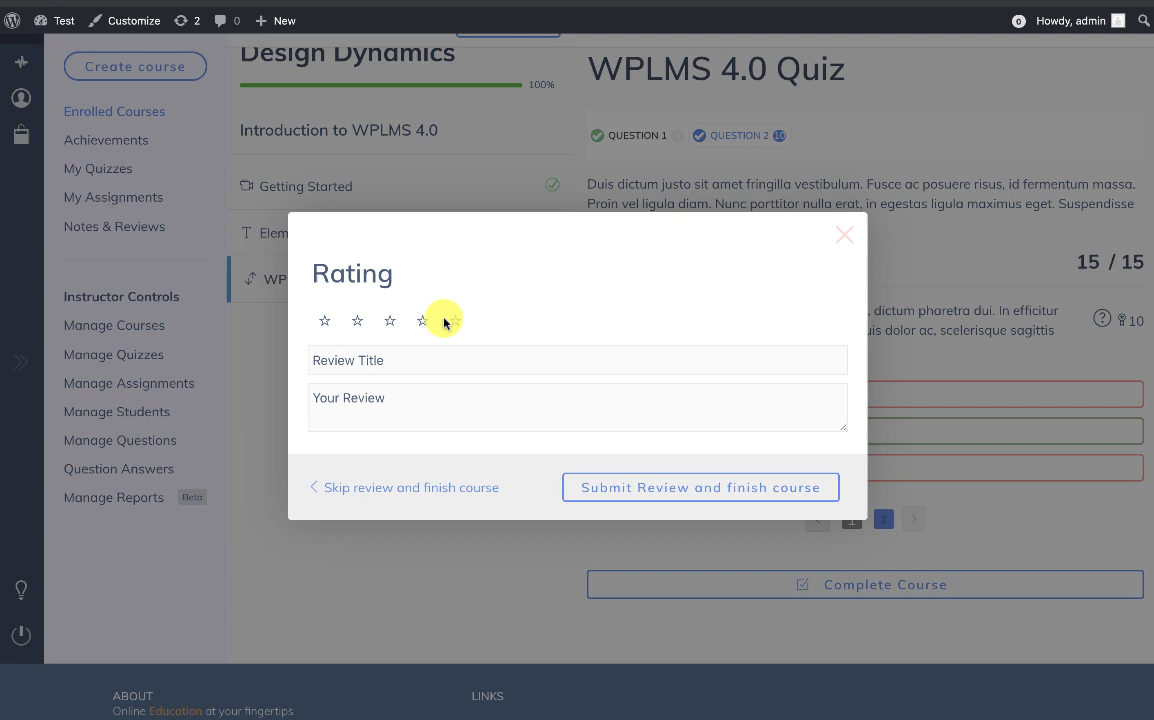 Test Customize 2 0 New 0 Howdy, admin
Create course
Enrolled Courses
Achievements
My Quizzes
My Assignments
Notes & Reviews
Instructor Controls
Manage Courses
Manage Quizzes
Manage Assignments
Manage Students
Manage Questions
Question Answers
Manage Reports Beta
Design Dynamics
100%
Introduction to WPLMS 4.0
Getting Started
T Elem
WP
WPLMS 4.0 Quiz
QUESTION 1 QUESTION 2 10
Duis dictum justo sit amet fringilla vestibulum. Fusce ac posuere risus, id fermentum massa.
Proin vel ligula diam. Nunc porttitor nulla erat, in egestas ligula maximus eget. Suspendisse
15 / 15
, dictum pharetra dui. In efficitur
uis dolor ac, scelerisque sagittis
10
Rating
Review Title
Your Review
Skip review and finish course
Submit Review and finish course
1 2
Complete Course
ABOUT
Online Education at your fingertips
LINKS